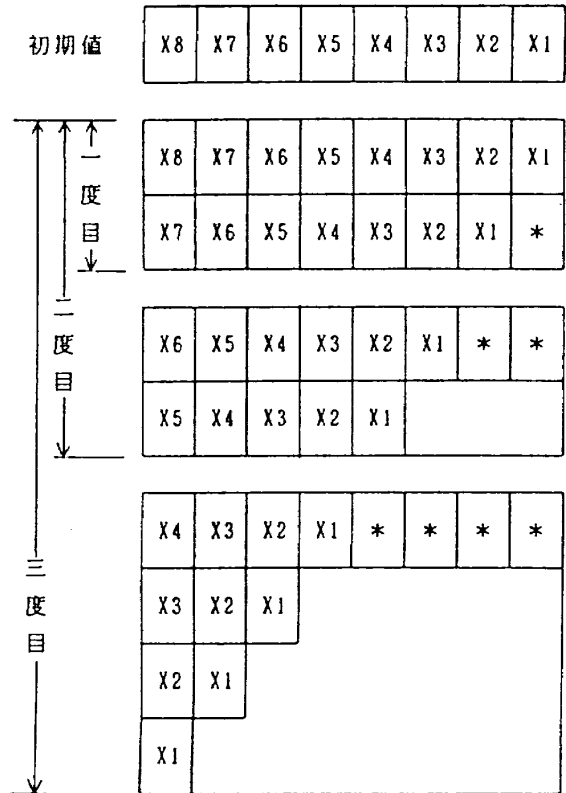 初期値 X8 X7 X6 X5 X4 X3 X2 X1
一度目
X8 X7 X6 X5 X4 X3 X2 X1
X7 X6 X5 X4 X3 X2 X1 *
二度目
X6 X5 X4 X3 X2 X1 * *
X5 X4 X3 X2 X1
三度目
X4 X3 X2 X1 * * * *
X3 X2 X1
X2 X1
X1